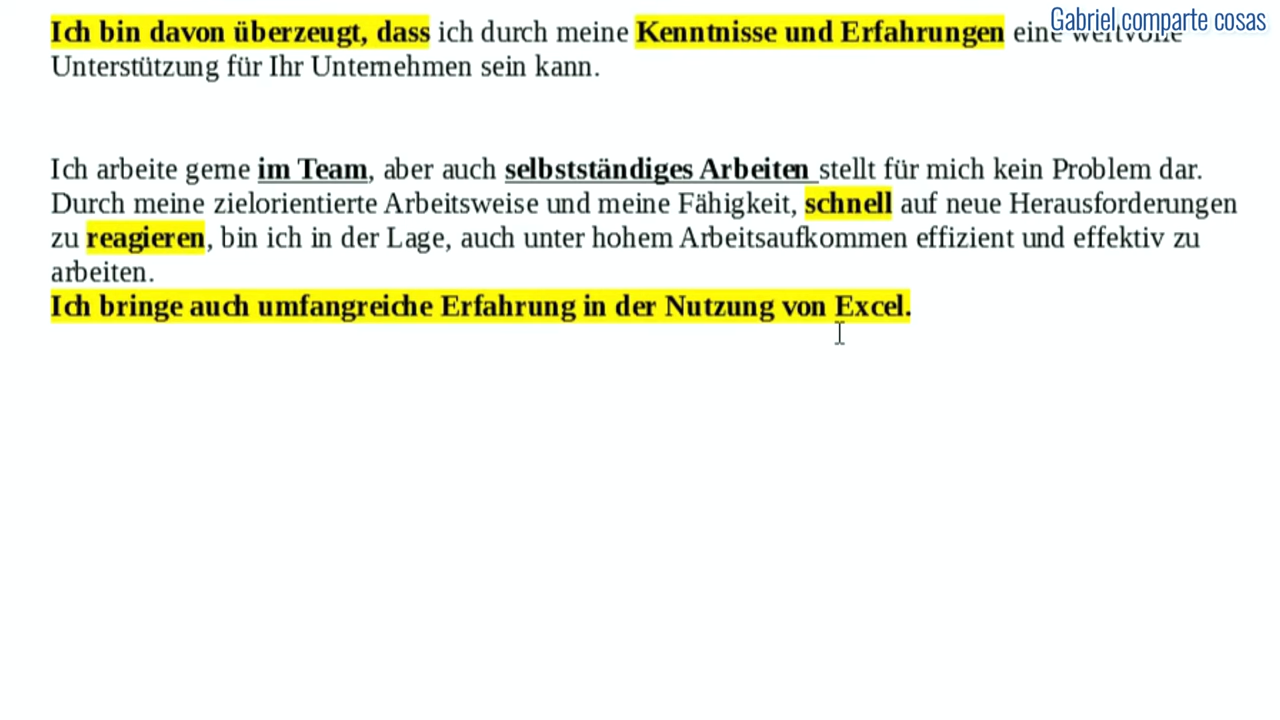 Gabriel comparte cosas
Ich bin davon überzeugt, dass ich durch meine Kenntnisse und Erfahrungen eine wertvolle
Unterstützung für Ihr Unternehmen sein kann.
Ich arbeite gerne im Team, aber auch selbstständiges Arbeiten stellt für mich kein Problem dar.
Durch meine zielorientierte Arbeitsweise und meine Fähigkeit, schnell auf neue Herausforderungen
zu reagieren, bin ich in der Lage, auch unter hohem Arbeitsaufkommen effizient und effektiv zu
arbeiten.
Ich bringe auch umfangreiche Erfahrung in der Nutzung von Excel.